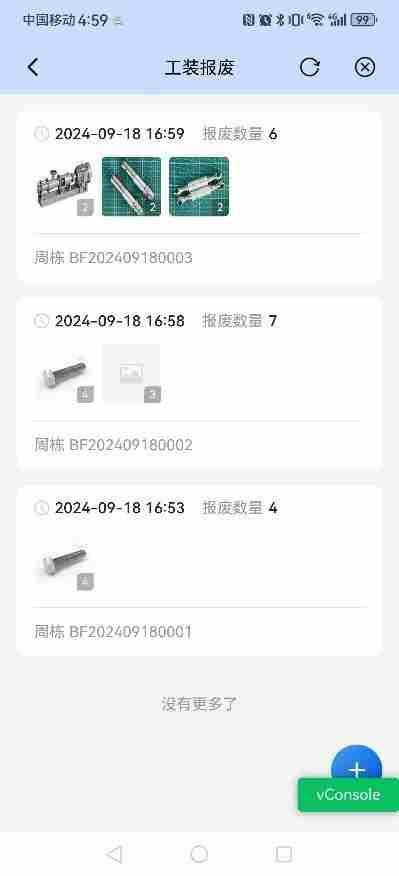 中国移动 4:59 99
工装报废
2024-09-18 16:59 报废数量 6
2 2 2
周栋 BF202409180003
2024-09-18 16:58 报废数量 7
4 3
周栋 BF202409180002
2024-09-18 16:53 报废数量 4
4
周栋 BF202409180001
没有更多了
vConsole